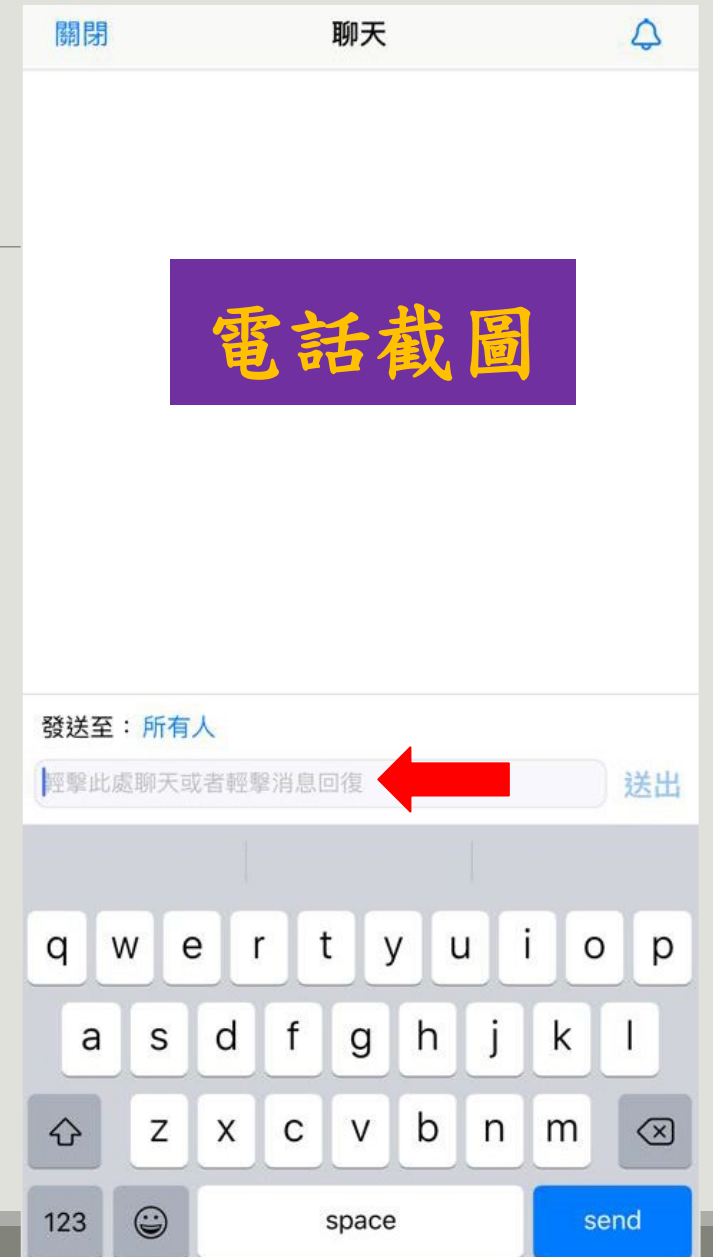 關閉 聊天
電話截圖
發送至：所有人
輕擊此處聊天或者輕擊消息回復 送出
q w e r t y u i o p
a s d f g h j k l
z x c v b n m
123 space send